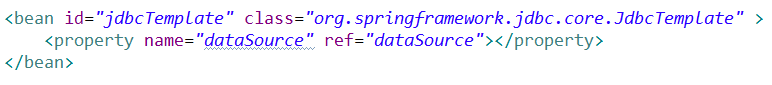 <bean id="jdbcTemplate" class="org.springframework.jdbc.core.JdbcTemplate" >
<property name="dataSource" ref="dataSource"></property>
</bean>